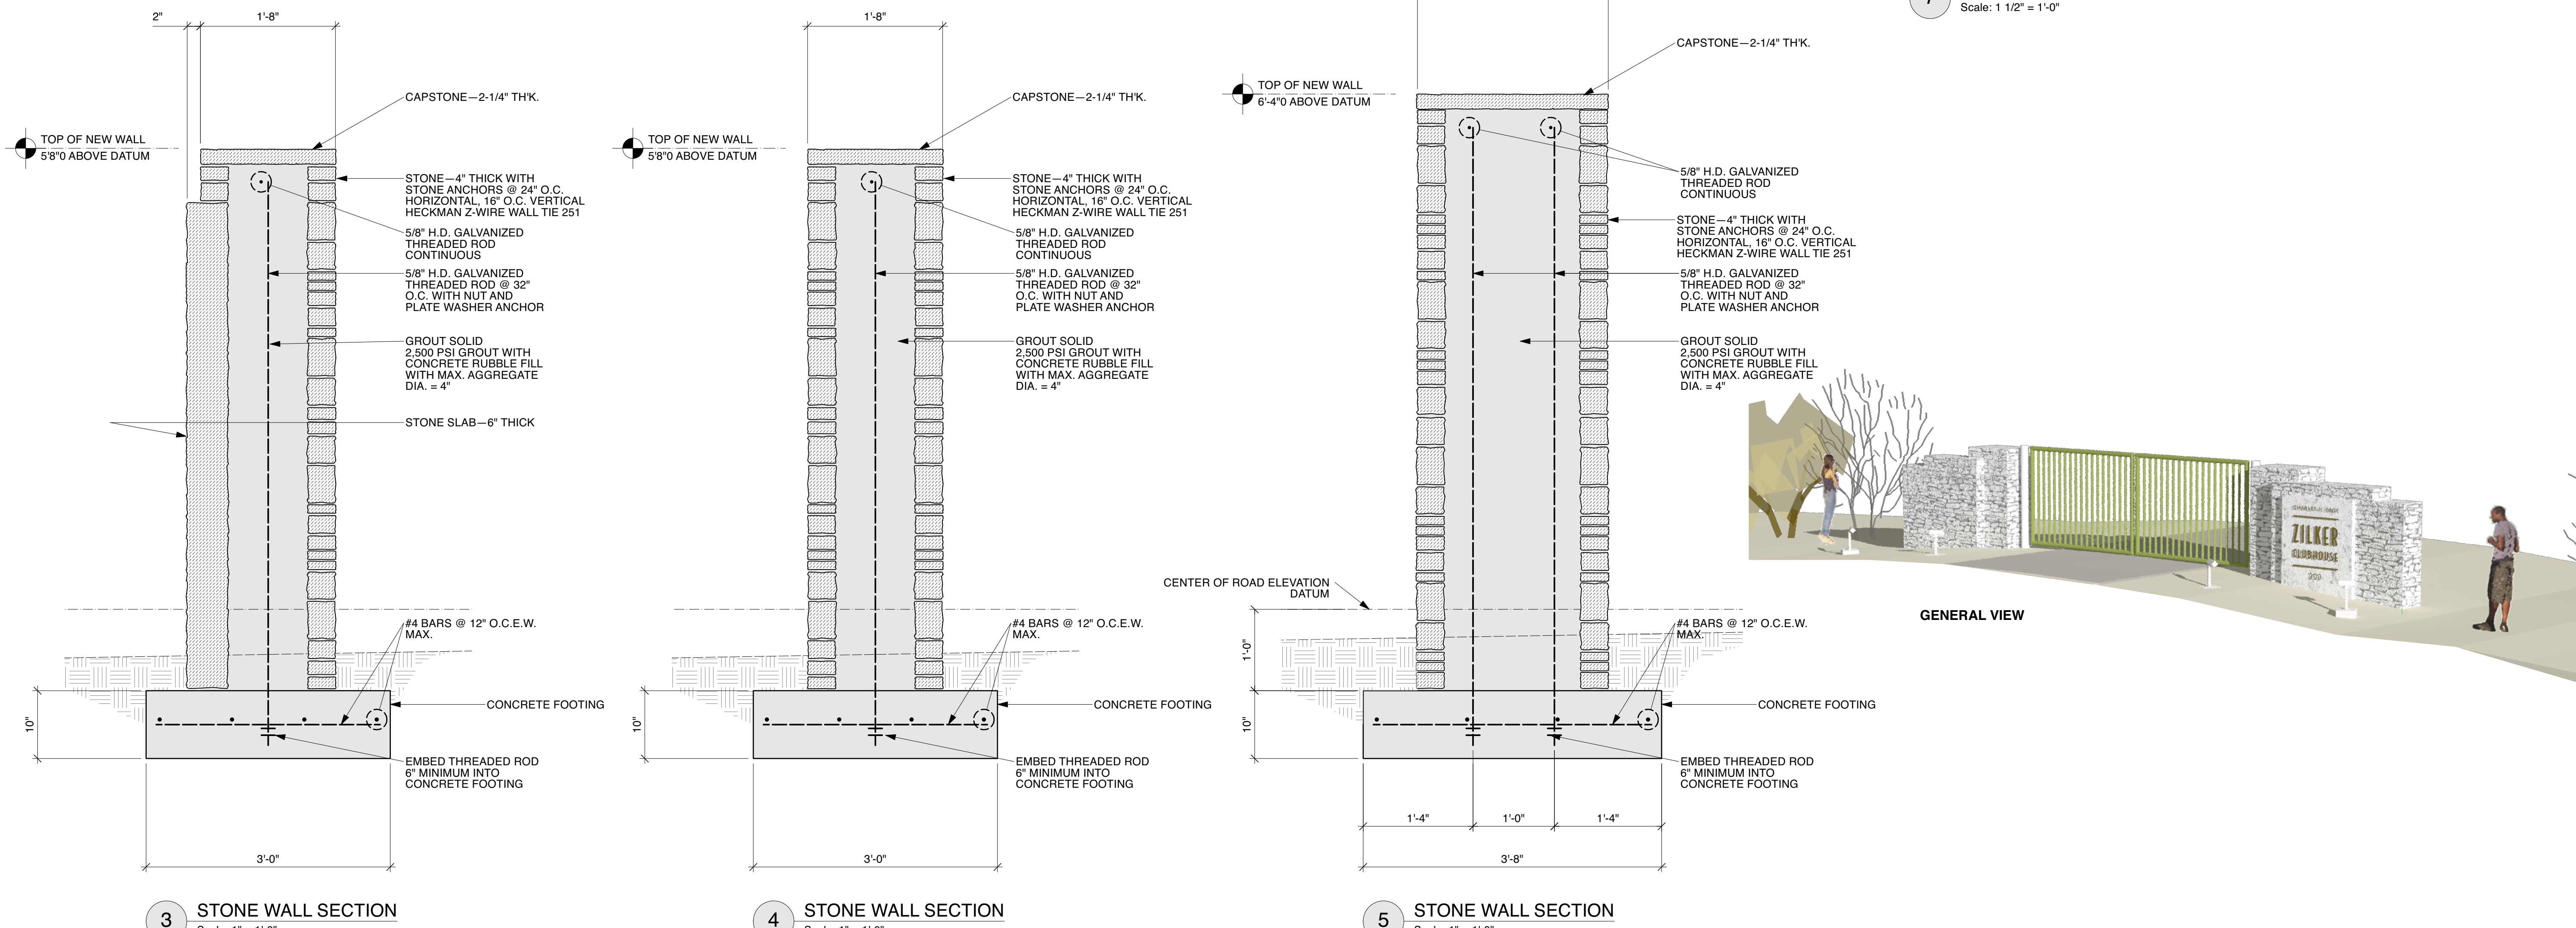 2"
1'-8"
CAPSTONE—2-1/4" TH'K.
TOP OF NEW WALL
5'8"0 ABOVE DATUM
STONE—4" THICK WITH
STONE ANCHORS @ 24" O.C.
HORIZONTAL, 16" O.C. VERTICAL
HECKMAN Z-WIRE WALL TIE 251
5/8" H.D. GALVANIZED
THREADED ROD
CONTINUOUS
5/8" H.D. GALVANIZED
THREADED ROD @ 32"
O.C. WITH NUT AND
PLATE WASHER ANCHOR
GROUT SOLID
2,500 PSI GROUT WITH
CONCRETE RUBBLE FILL
WITH MAX. AGGREGATE
DIA. = 4"
STONE SLAB—6" THICK
#4 BARS @ 12" O.C.E.W.
MAX.
CONCRETE FOOTING
10"
EMBED THREADED ROD
6" MINIMUM INTO
CONCRETE FOOTING
3'-0"
3
STONE WALL SECTION
1'-8"
CAPSTONE—2-1/4" TH'K.
TOP OF NEW WALL
5'8"0 ABOVE DATUM
STONE—4" THICK WITH
STONE ANCHORS @ 24" O.C.
HORIZONTAL, 16" O.C. VERTICAL
HECKMAN Z-WIRE WALL TIE 251
5/8" H.D. GALVANIZED
THREADED ROD
CONTINUOUS
5/8" H.D. GALVANIZED
THREADED ROD @ 32"
O.C. WITH NUT AND
PLATE WASHER ANCHOR
GROUT SOLID
2,500 PSI GROUT WITH
CONCRETE RUBBLE FILL
WITH MAX. AGGREGATE
DIA. = 4"
#4 BARS @ 12" O.C.E.W.
MAX.
CONCRETE FOOTING
10"
EMBED THREADED ROD
6" MINIMUM INTO
CONCRETE FOOTING
3'-0"
4
STONE WALL SECTION
CAPSTONE—2-1/4" TH'K.
TOP OF NEW WALL
6'-4"0 ABOVE DATUM
5/8" H.D. GALVANIZED
THREADED ROD
CONTINUOUS
STONE—4" THICK WITH
STONE ANCHORS @ 24" O.C.
HORIZONTAL, 16" O.C. VERTICAL
HECKMAN Z-WIRE WALL TIE 251
5/8" H.D. GALVANIZED
THREADED ROD @ 32"
O.C. WITH NUT AND
PLATE WASHER ANCHOR
GROUT SOLID
2,500 PSI GROUT WITH
CONCRETE RUBBLE FILL
WITH MAX. AGGREGATE
DIA. = 4"
CENTER OF ROAD ELEVATION
DATUM
#4 BARS @ 12" O.C.E.W.
MAX.
1'-0"
CONCRETE FOOTING
10"
EMBED THREADED ROD
6" MINIMUM INTO
CONCRETE FOOTING
1'-4"
1'-0"
1'-4"
3'-8"
5
STONE WALL SECTION
Scale: 1 1/2" = 1'-0"
ZILKER
CLUBHOUSE
GENERAL VIEW